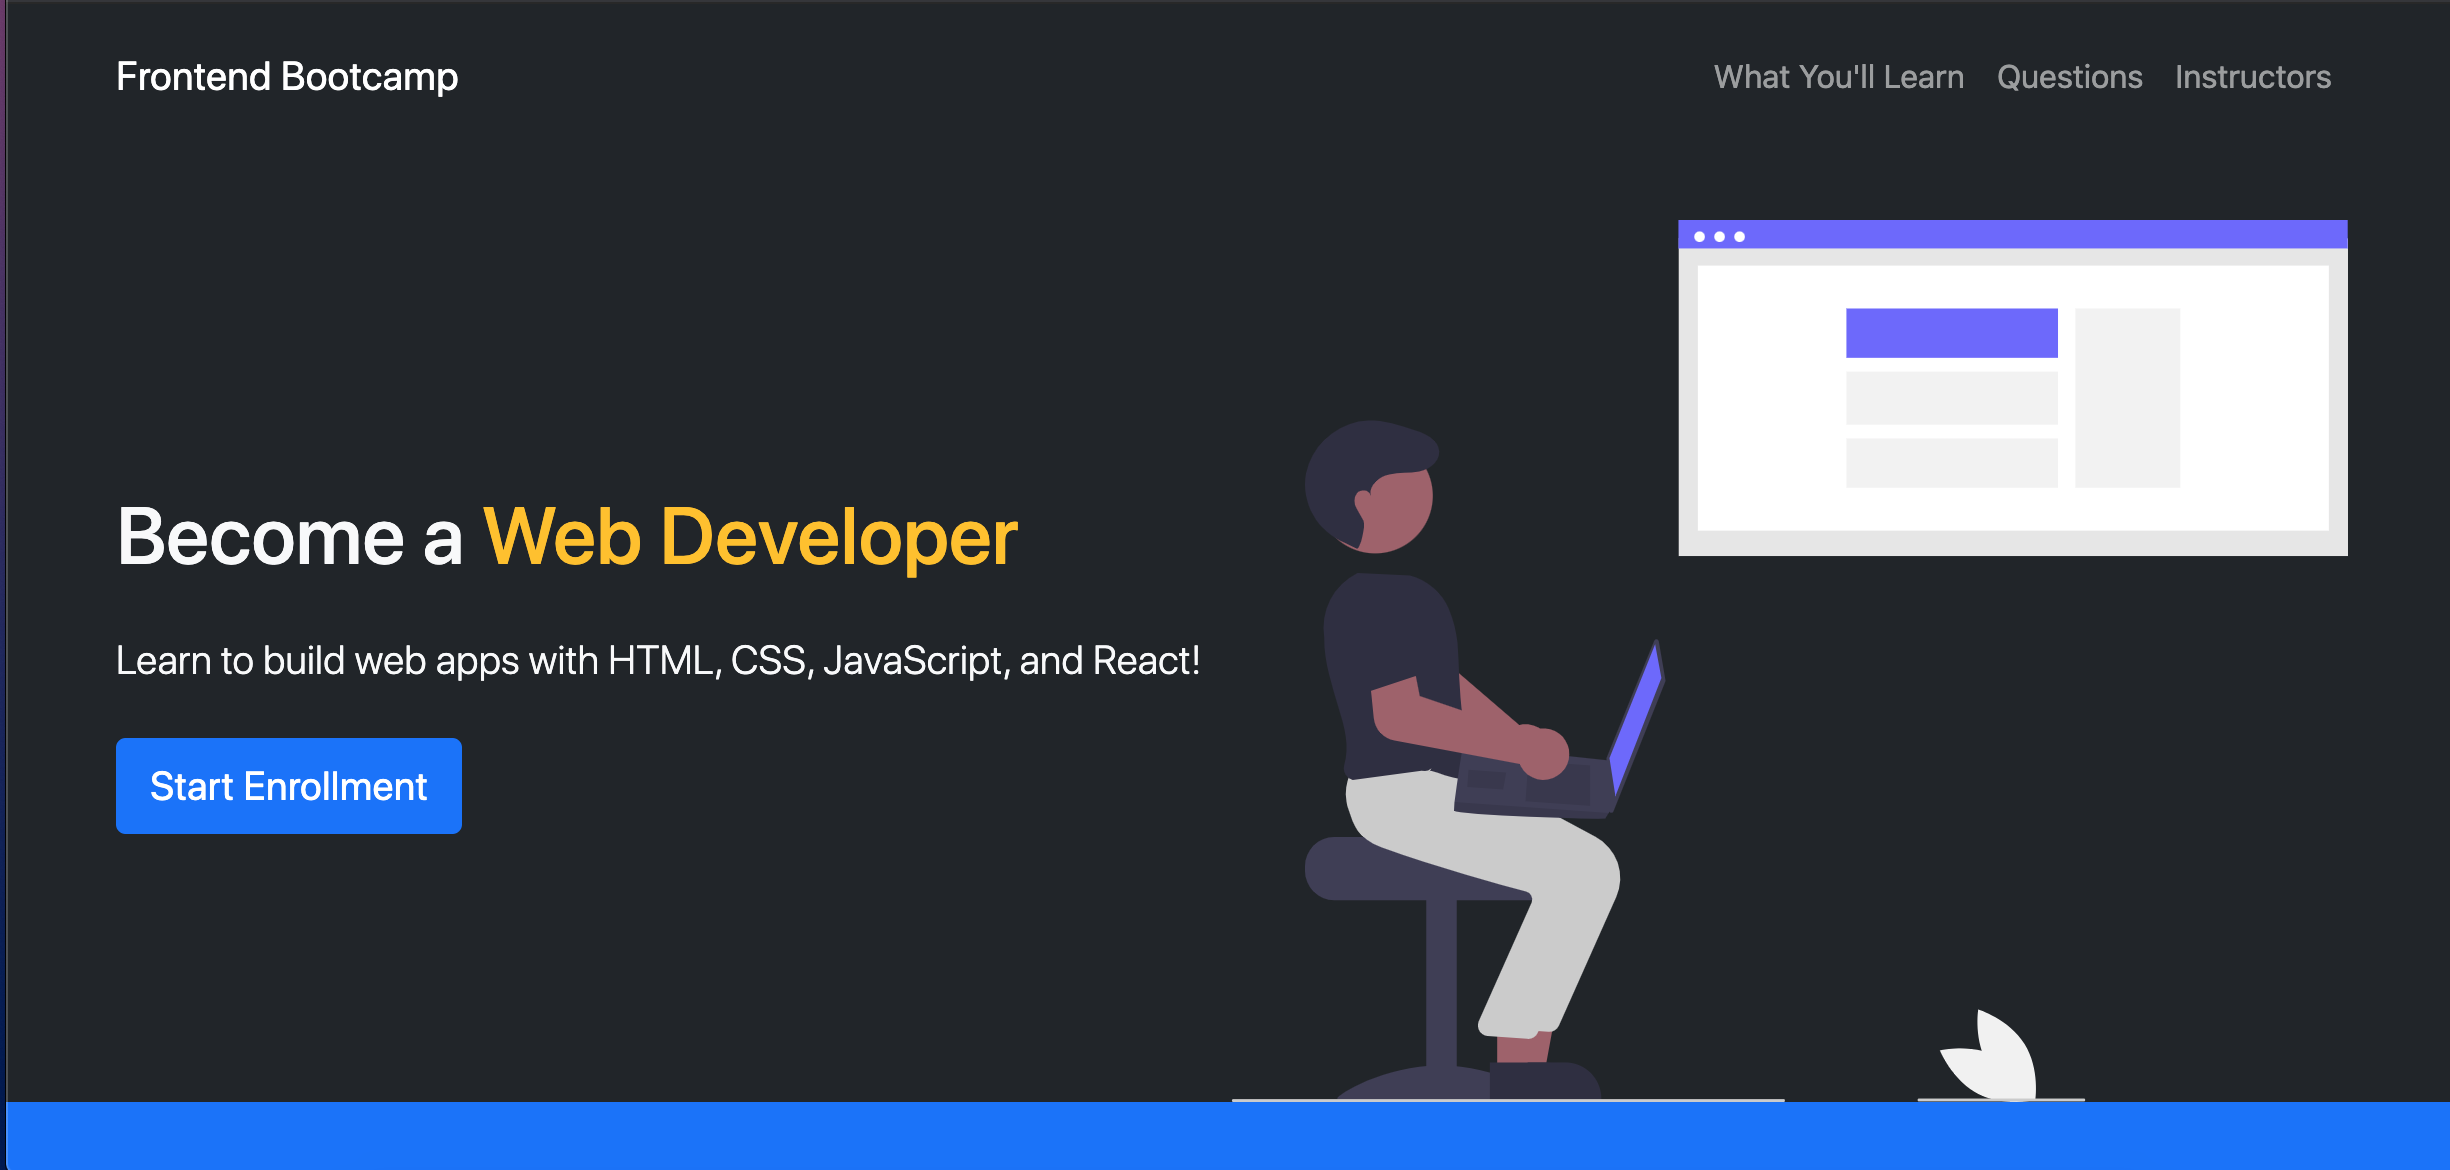 Frontend Bootcamp
What You'll Learn Questions Instructors
Become a Web Developer
Learn to build web apps with HTML, CSS, JavaScript, and React!
Start Enrollment